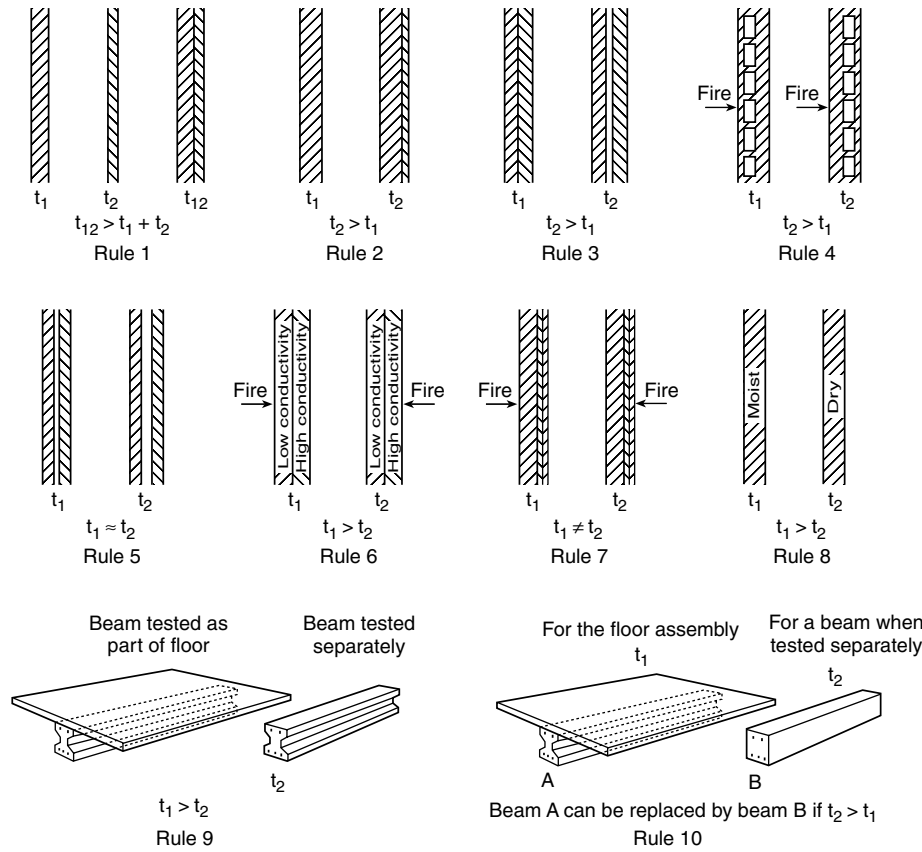 t₁ t₂ t₁₂
t₁₂ > t₁ + t₂
Rule 1
t₁ t₂
t₂ > t₁
Rule 2
t₁ t₂
t₂ > t₁
Rule 3
Fire Fire
t₁ t₂
t₂ > t₁
Rule 4
t₁ t₂
t₁ ≈ t₂
Rule 5
Fire Low conductivity High conductivity Low conductivity High conductivity Fire
t₁ t₂
t₁ > t₂
Rule 6
Fire Fire
t₁ t₂
t₁ ≠ t₂
Rule 7
Moist Dry
t₁ t₂
t₁ > t₂
Rule 8
Beam tested as
part of floor
Beam tested
separately
t₂
t₁ > t₂
Rule 9
For the floor assembly
t₁
For a beam when
tested separately
t₂
A B
Beam A can be replaced by beam B if t₂ > t₁
Rule 10